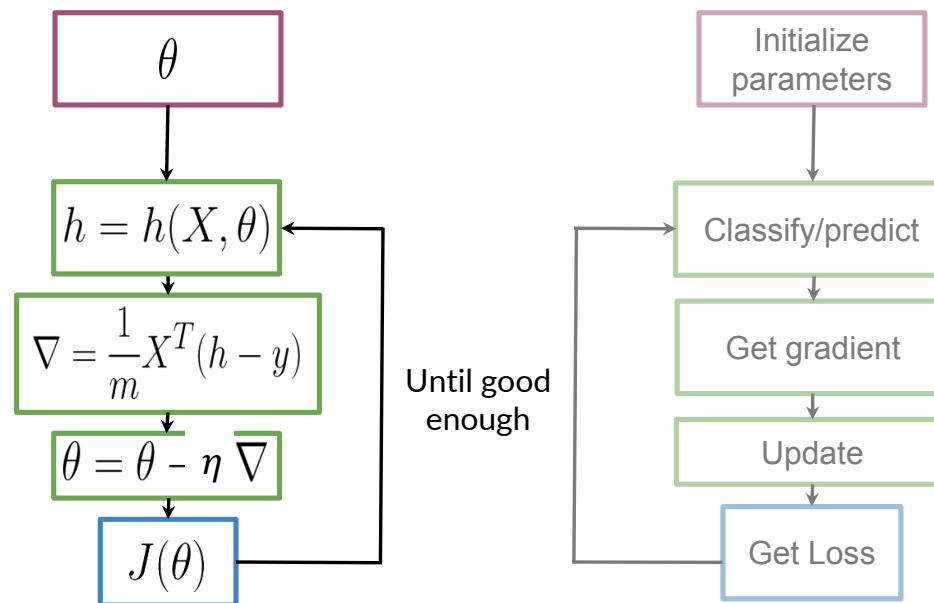 θ
h = h(X, θ)
∇ = 1/m X^T (h − y)
θ = θ - η ∇
J(θ)
Until good
enough
Initialize
parameters
Classify/predict
Get gradient
Update
Get Loss